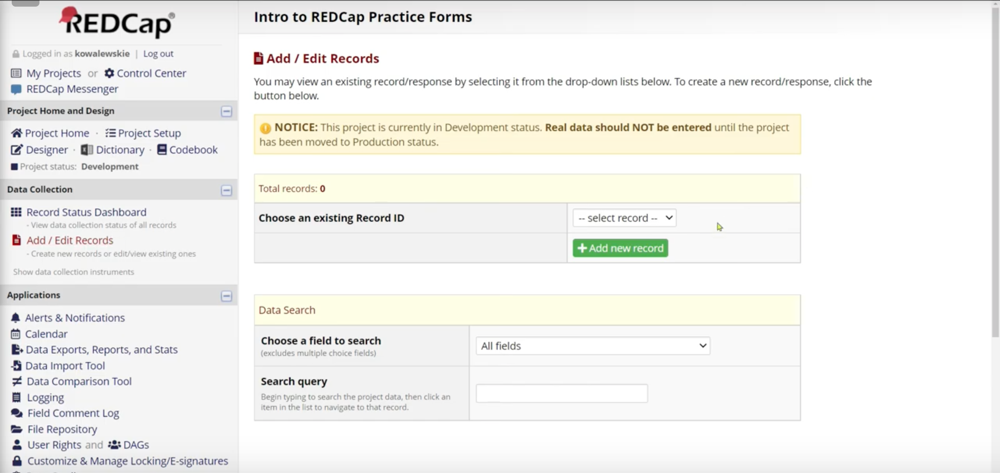 REDCap®
Logged in as kowalewskie | Log out
My Projects or Control Center
REDCap Messenger
Project Home and Design
Project Home · Project Setup
Designer · Dictionary · Codebook
Project status: Development
Data Collection
Record Status Dashboard
- View data collection status of all records
Add / Edit Records
- Create new records or edit/view existing ones
Show data collection instruments
Applications
Alerts & Notifications
Calendar
Data Exports, Reports, and Stats
Data Import Tool
Data Comparison Tool
Logging
Field Comment Log
File Repository
User Rights and DAGs
Customize & Manage Locking/E-signatures
Intro to REDCap Practice Forms
Add / Edit Records
You may view an existing record/response by selecting it from the drop-down lists below. To create a new record/response, click the
button below.
NOTICE: This project is currently in Development status. Real data should NOT be entered until the project
has been moved to Production status.
Total records: 0
Choose an existing Record ID
-- select record --
Add new record
Data Search
Choose a field to search
(excludes multiple choice fields)
All fields
Search query
Begin typing to search the project data, then click an
item in the list to navigate to that record.